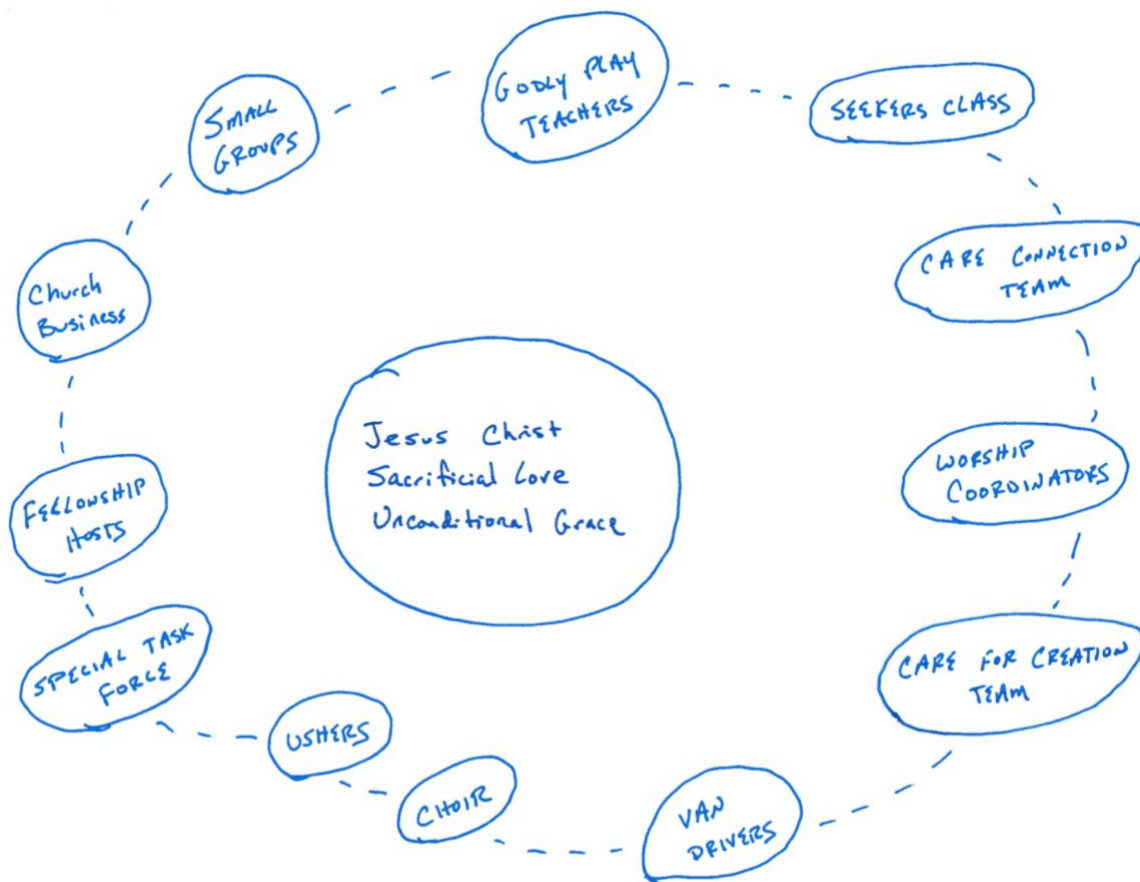 GODLY PLAY
TEACHERS
SEEKERS CLASS
CARE CONNECTION
TEAM
WORSHIP
COORDINATORS
CARE FOR CREATION
TEAM
VAN
DRIVERS
CHOIR
USHERS
SPECIAL TASK
FORCE
FELLOWSHIP
HOSTS
Church
Business
SMALL
GROUPS
Jesus Christ
Sacrificial Love
Unconditional Grace